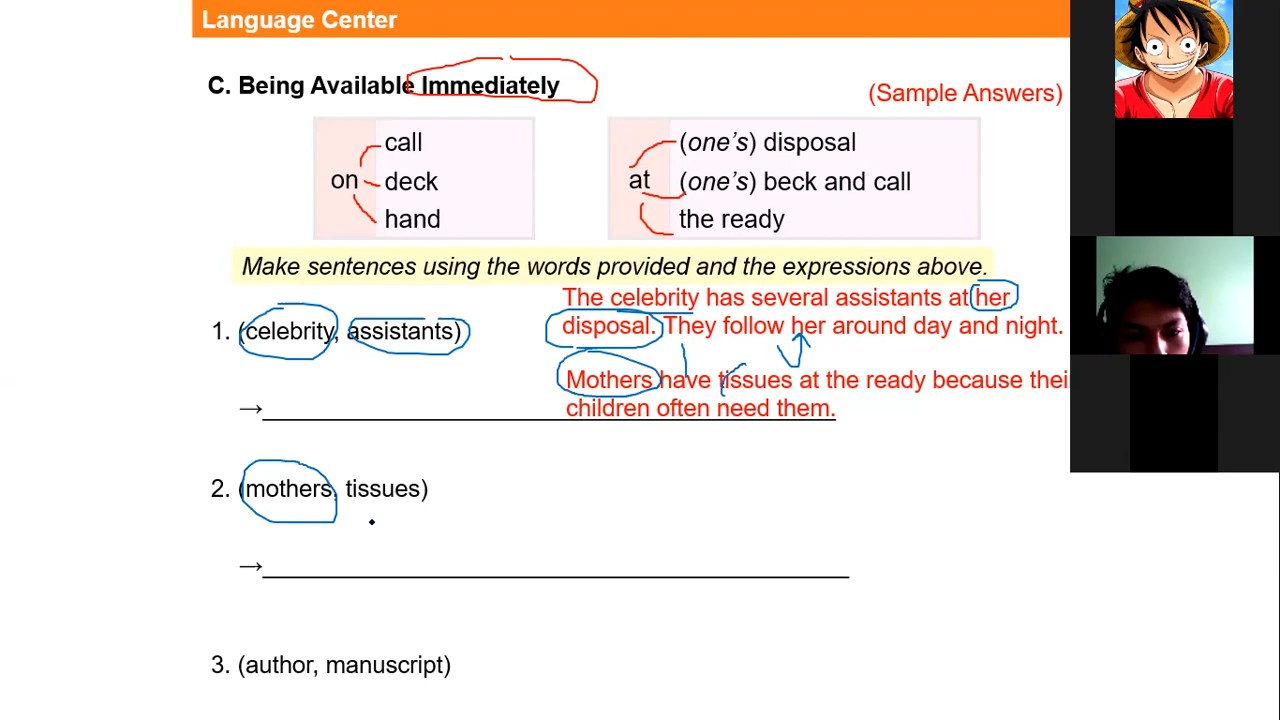 Language Center
C. Being Available Immediately
(Sample Answers)
on
call
deck
hand
at
(one's) disposal
(one's) beck and call
the ready
Make sentences using the words provided and the expressions above.
The celebrity has several assistants at her
disposal. They follow her around day and night.
1. (celebrity, assistants)
Mothers have tissues at the ready because thei
children often need them.
→
2. (mothers, tissues)
→
3. (author, manuscript)